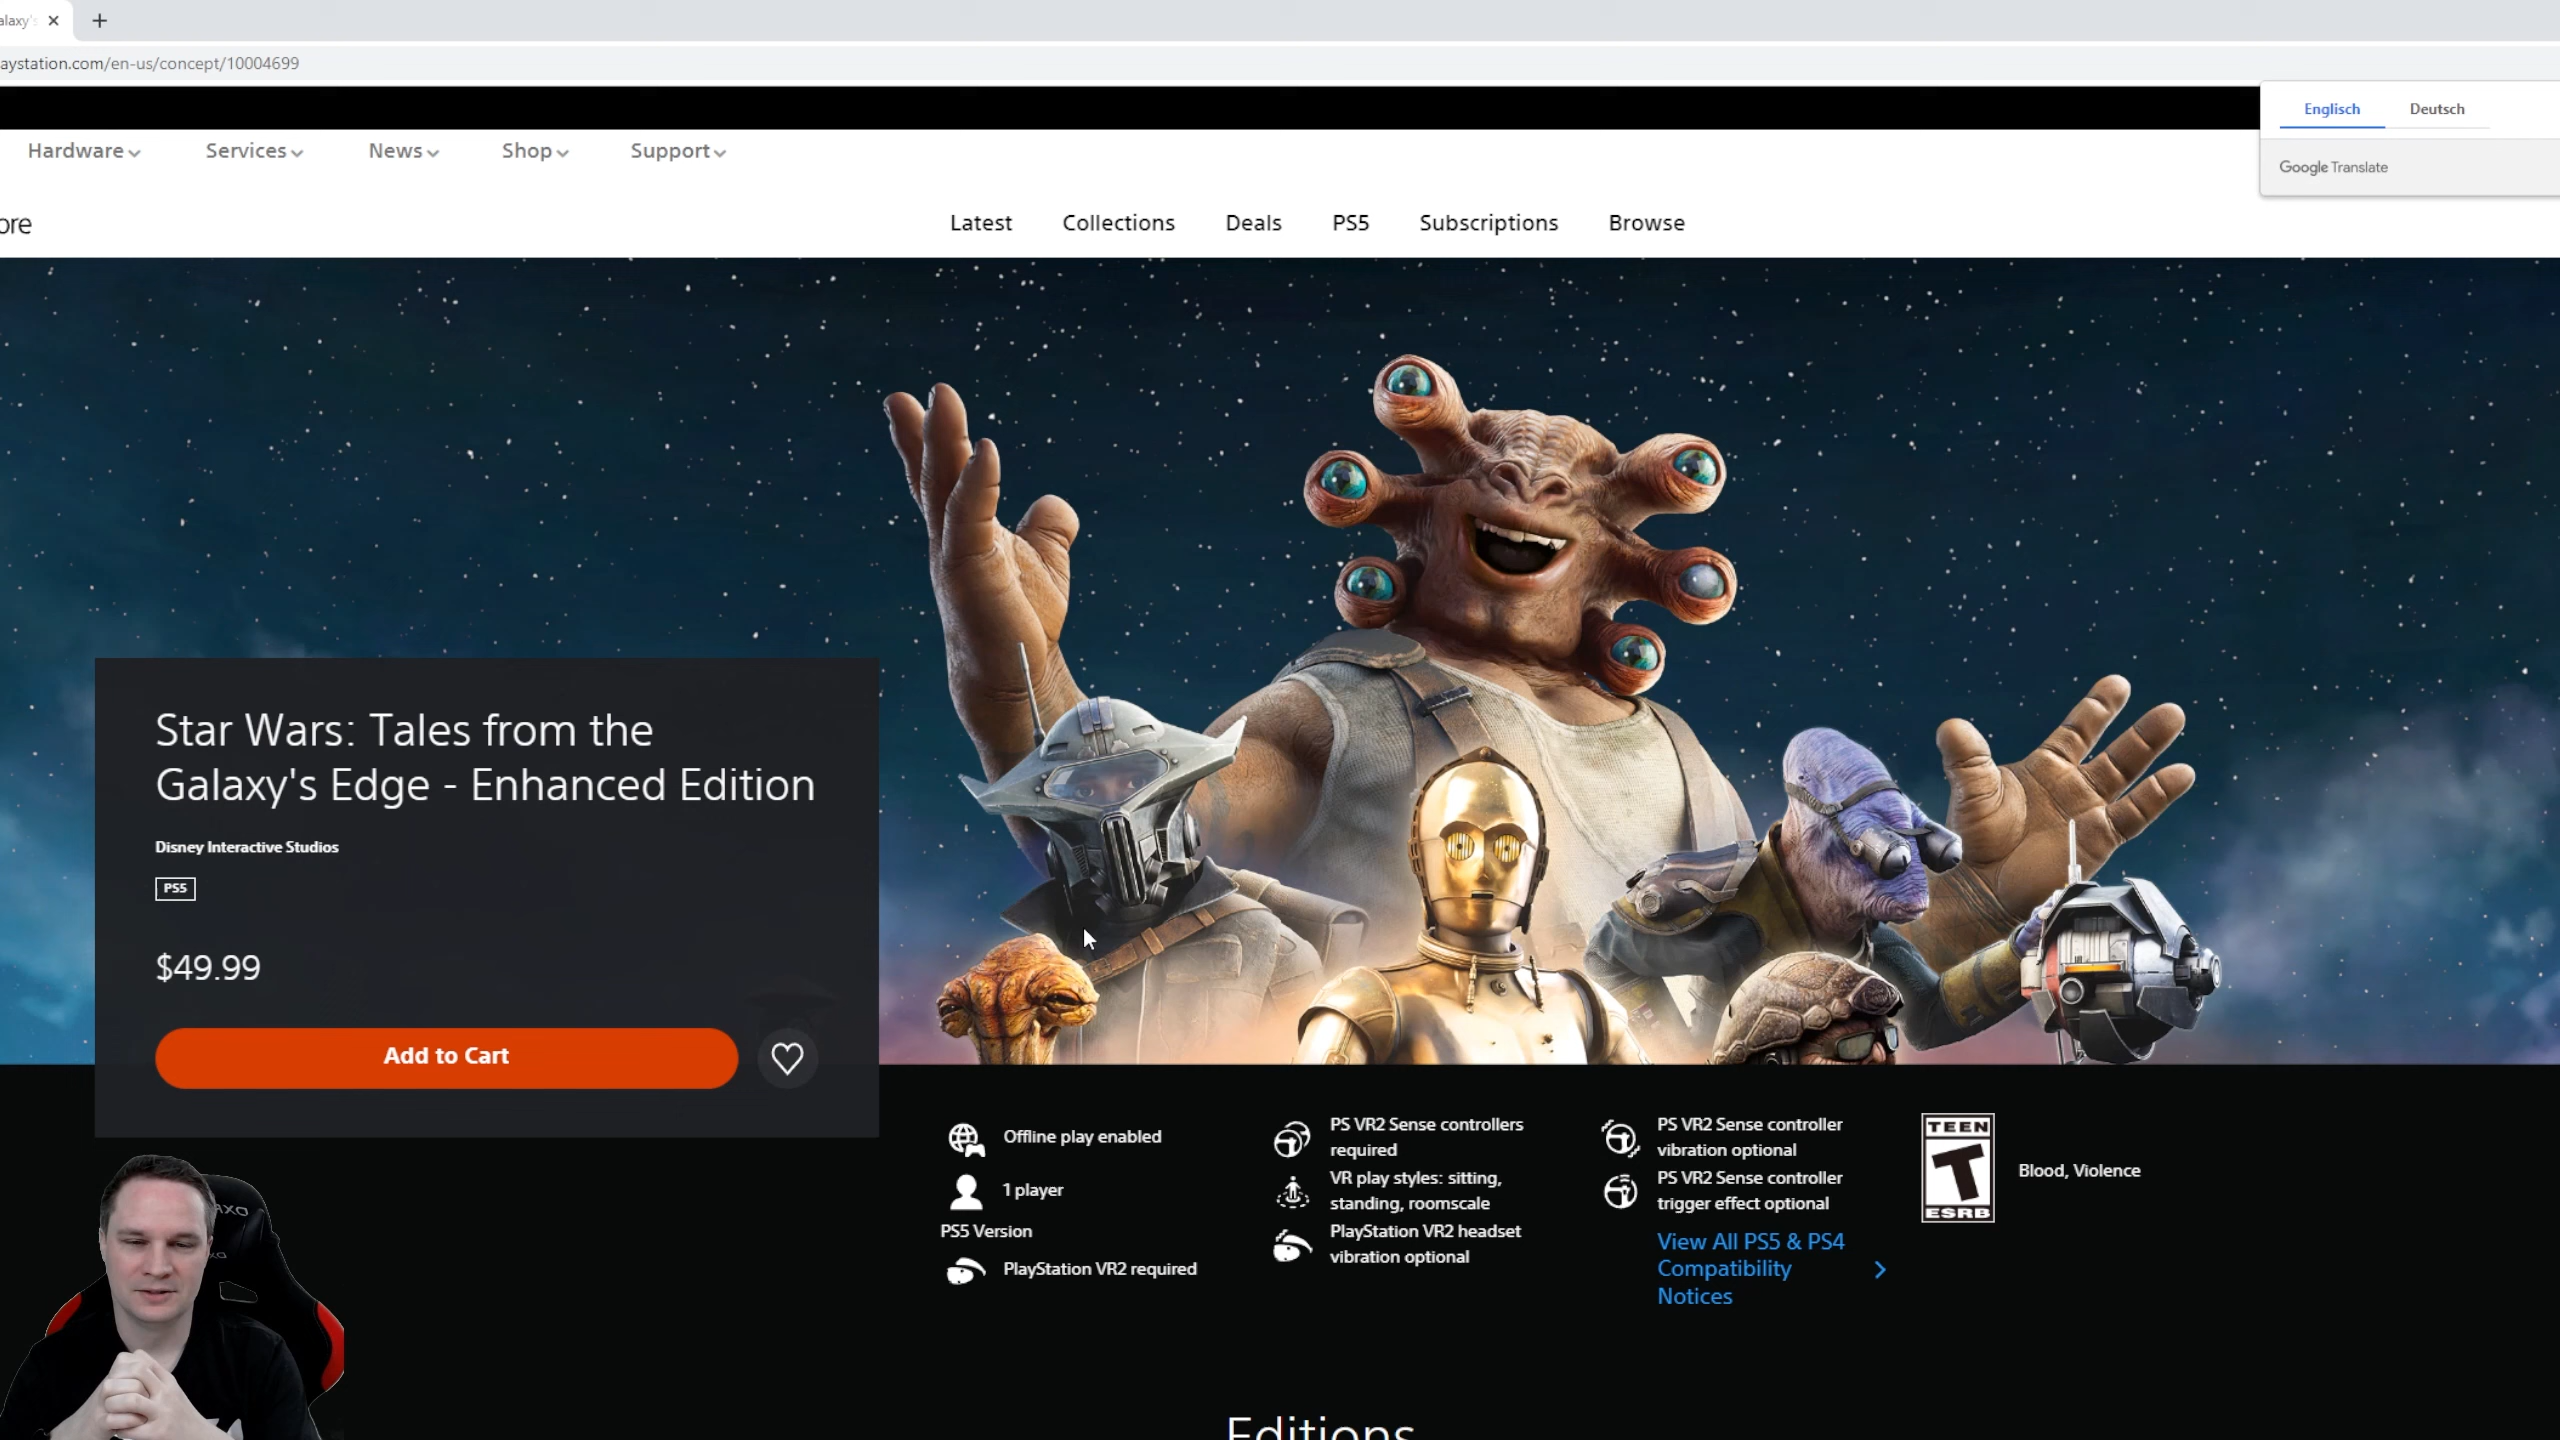 alaxy's
aystation.com/en-us/concept/10004699
Englisch Deutsch
Google Translate
Hardware Services News Shop Support
ore
Latest Collections Deals PS5 Subscriptions Browse
Star Wars: Tales from the
Galaxy's Edge - Enhanced Edition
Disney Interactive Studios
PS5
$49.99
Add to Cart
Offline play enabled
1 player
PS5 Version
PlayStation VR2 required
PS VR2 Sense controllers
required
VR play styles: sitting,
standing, roomscale
PlayStation VR2 headset
vibration optional
PS VR2 Sense controller
vibration optional
PS VR2 Sense controller
trigger effect optional
View All PS5 & PS4
Compatibility
Notices
TEEN
T
ESRB
Blood, Violence
Editions